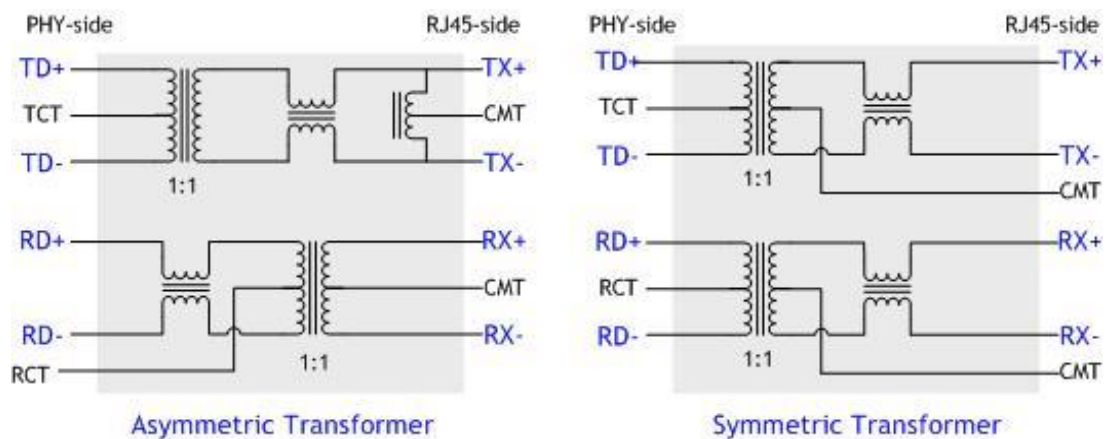 PHY-side RJ45-side PHY-side RJ45-side
TD+ TX+ TD+ TX+
TCT CMT TCT
TD- TX- TD- TX-
1:1 1:1 CMT
RD+ RX+ RD+ RX+
CMT RCT
RD- RX- RD- RX-
RCT 1:1 1:1 CMT
Asymmetric Transformer Symmetric Transformer